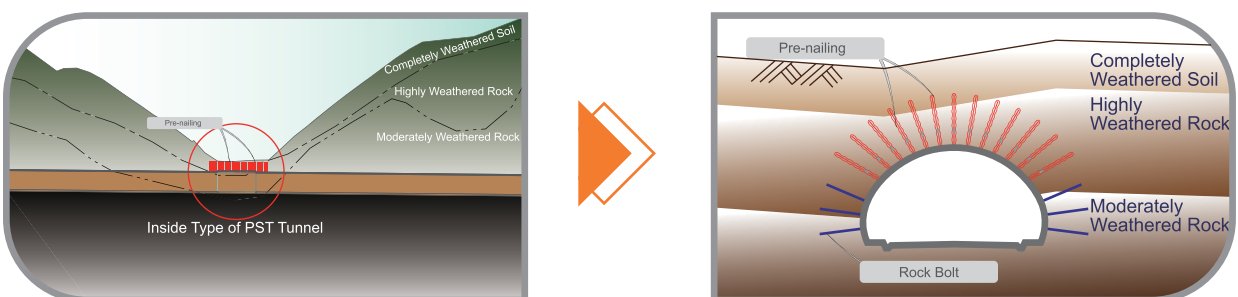 Completely Weathered Soil
Highly Weathered Rock
Pre-nailing
Moderately Weathered Rock
Inside Type of PST Tunnel
Pre-nailing
Completely
Weathered Soil
Highly
Weathered Rock
Moderately
Weathered Rock
Rock Bolt